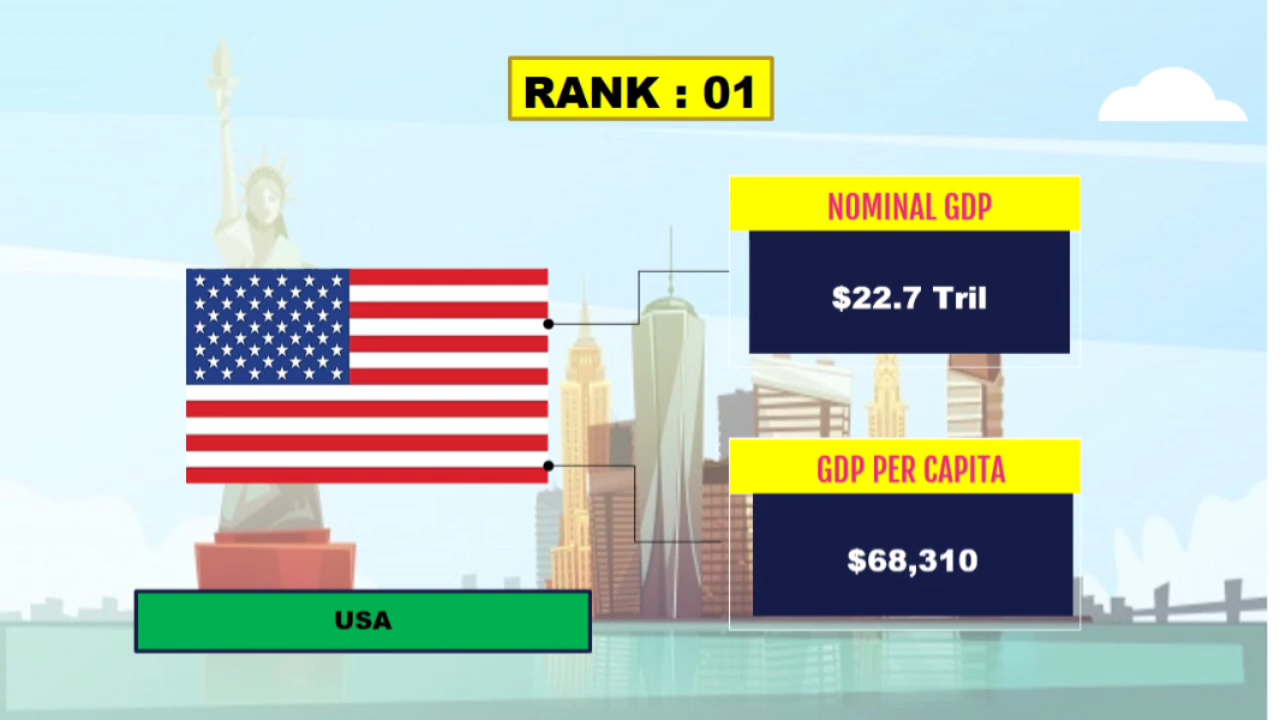 RANK : 01
NOMINAL GDP
$22.7 Tril
GDP PER CAPITA
$68,310
USA